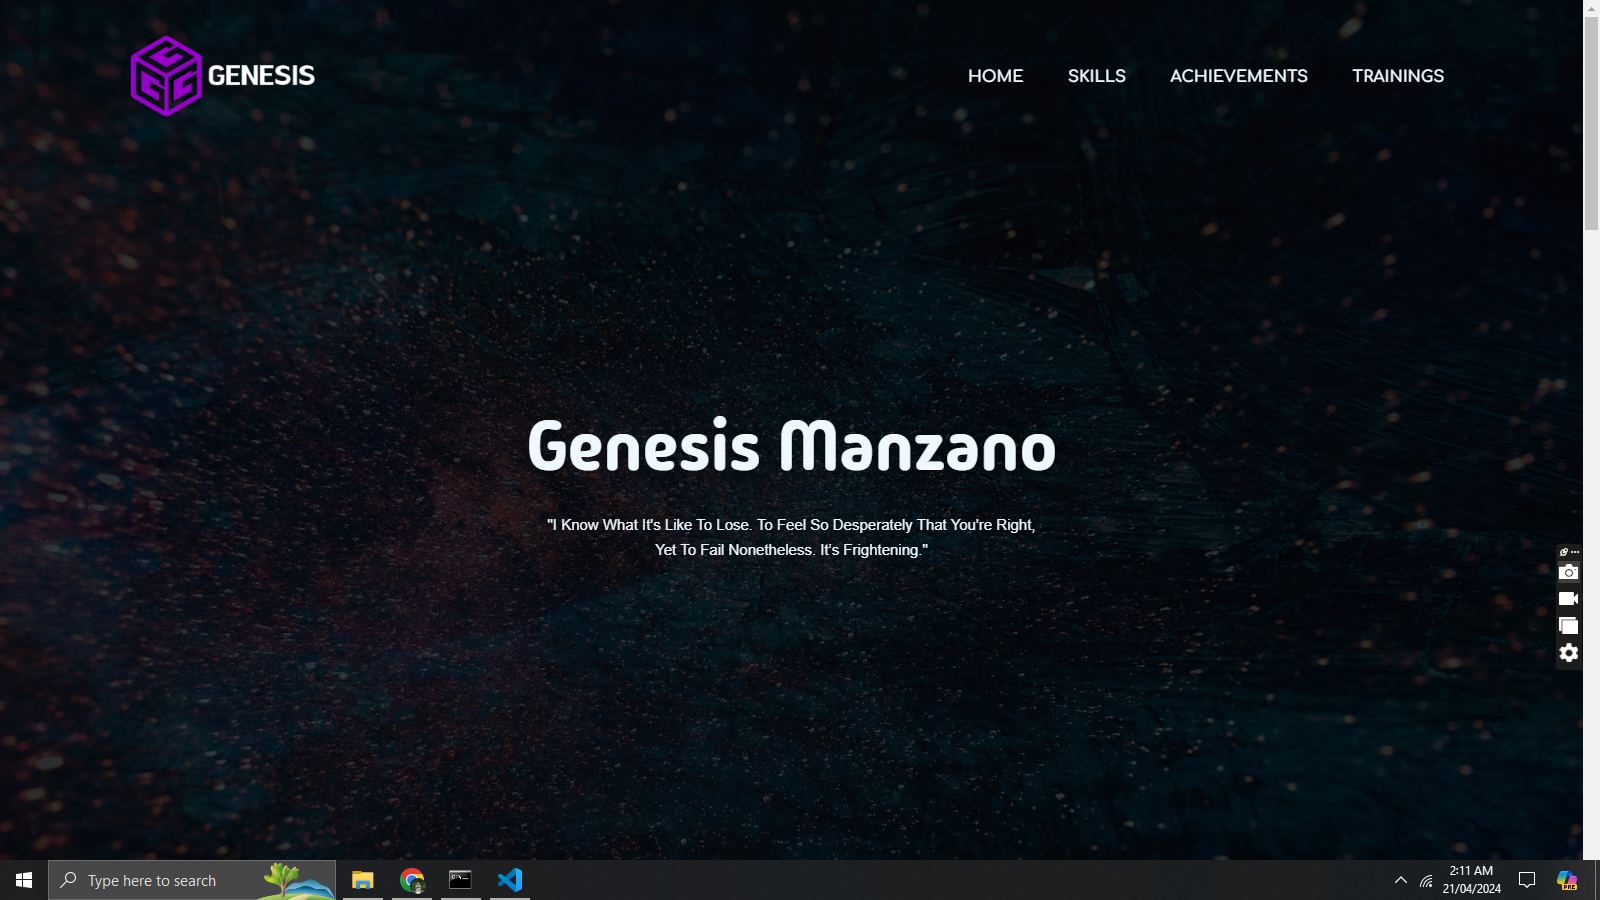 GENESIS
HOME
SKILLS
ACHIEVEMENTS
TRAININGS
Genesis Manzano
"I Know What It's Like To Lose. To Feel So Desperately That You're Right,
Yet To Fail Nonetheless. It's Frightening."
Type here to search
2:11 AM
21/04/2024
PRE